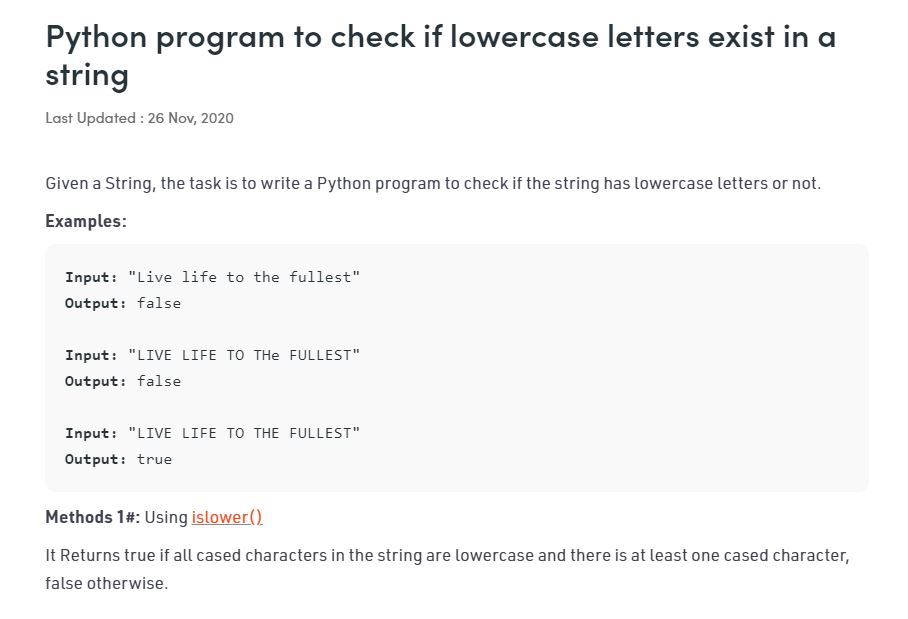 Python program to check if lowercase letters exist in a
string
Last Updated : 26 Nov, 2020
Given a String, the task is to write a Python program to check if the string has lowercase letters or not.
Examples:
Input: "Live life to the fullest"
Output: false
Input: "LIVE LIFE TO THe FULLEST"
Output: false
Input: "LIVE LIFE TO THE FULLEST"
Output: true
Methods 1#: Using islower()
It Returns true if all cased characters in the string are lowercase and there is at least one cased character,
false otherwise.